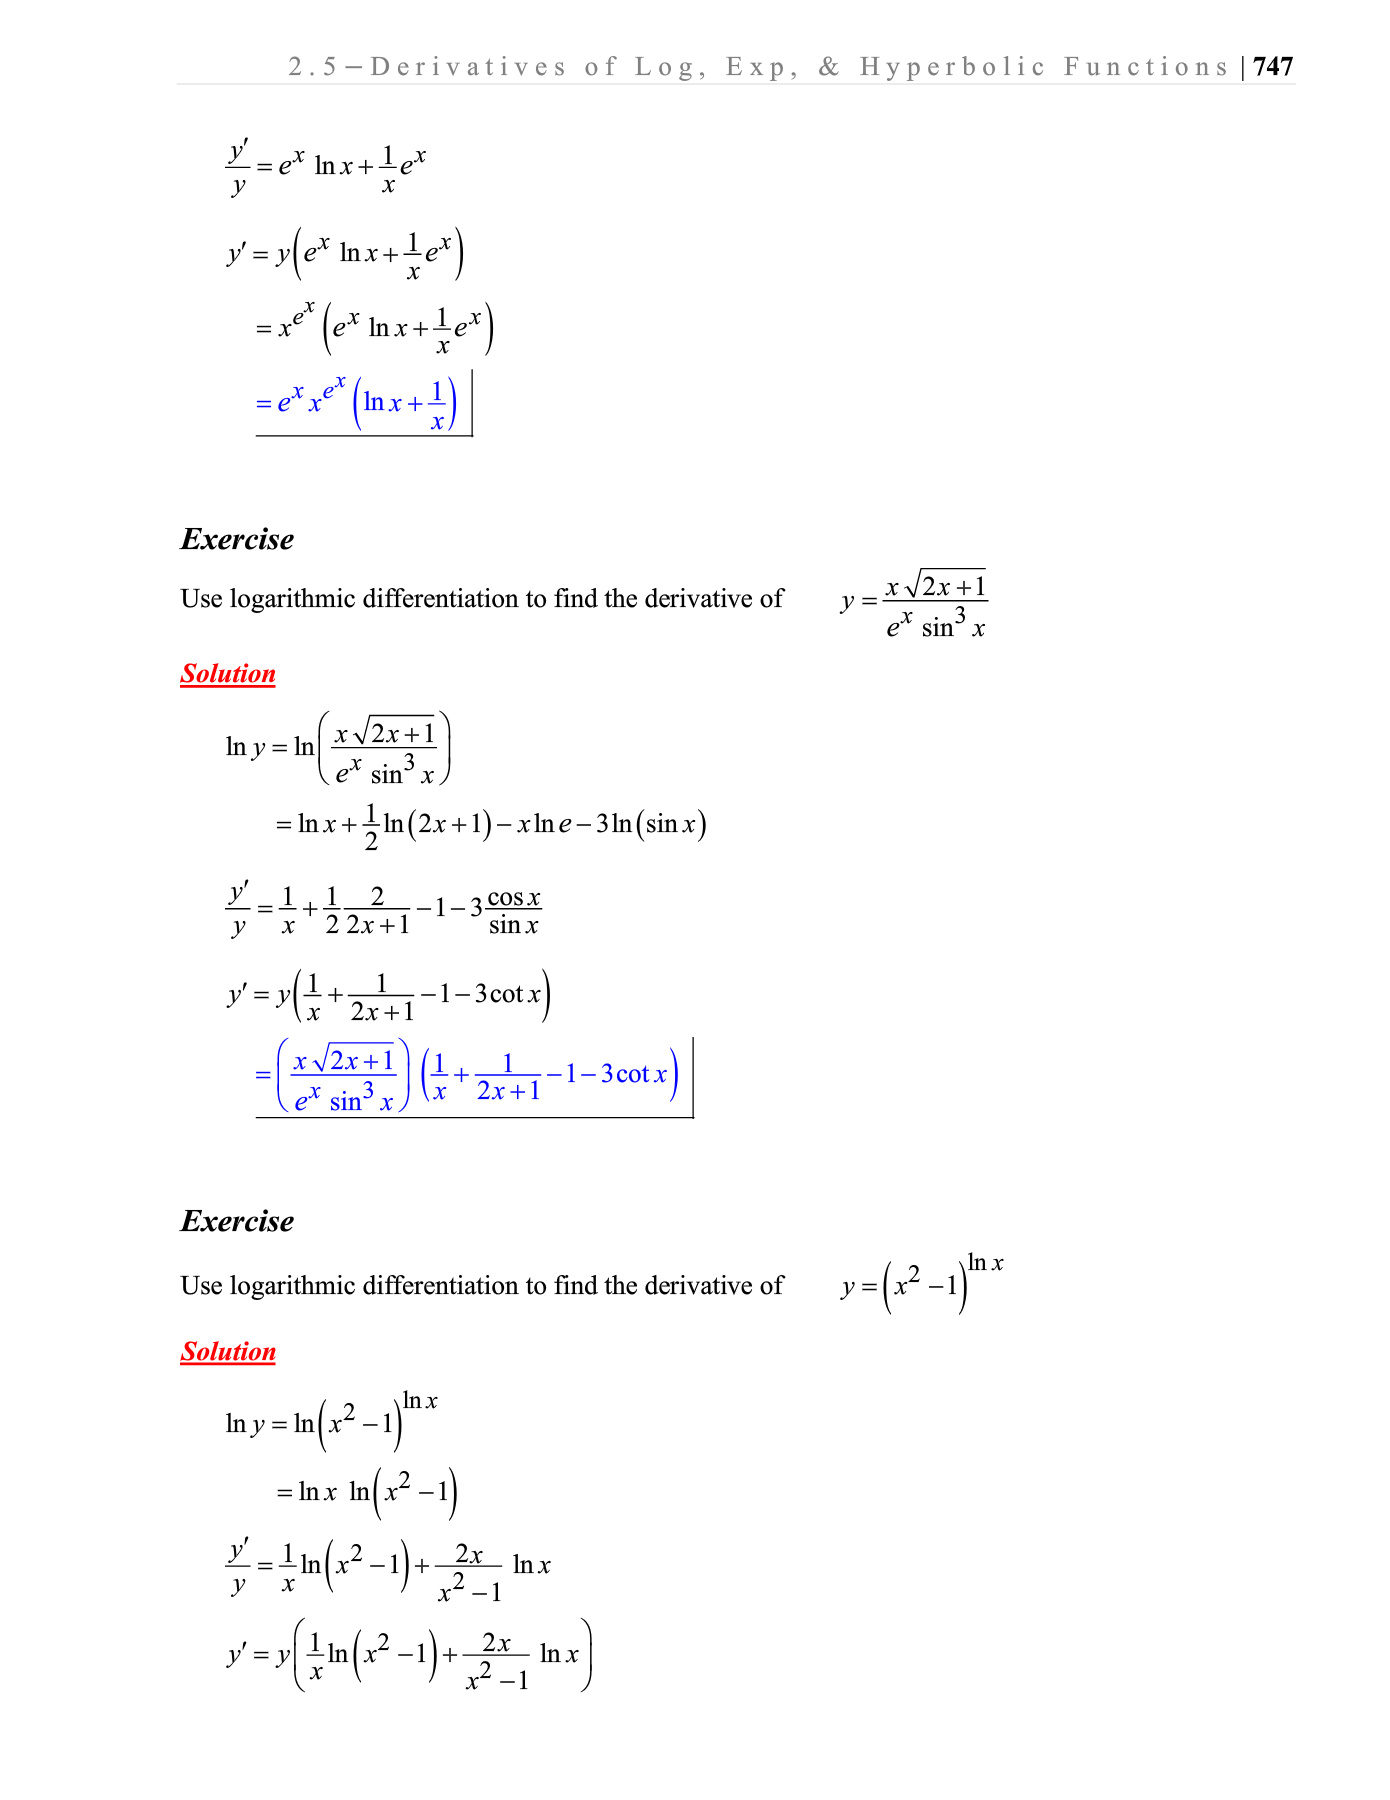 2.5−Derivatives of Log, Exp, & Hyperbolic Functions | 747
\frac{y'}{y} = e^x \ln x + \frac{1}{x} e^x
y' = y\left(e^x \ln x + \frac{1}{x} e^x\right)
= x^{e^x} \left(e^x \ln x + \frac{1}{x} e^x\right)
= e^x x^{e^x} \left(\ln x + \frac{1}{x}\right)
Exercise
Use logarithmic differentiation to find the derivative of y = \frac{x\sqrt{2x+1}}{e^x \sin^3 x}
Solution
\ln y = \ln\left(\frac{x\sqrt{2x+1}}{e^x \sin^3 x}\right)
= \ln x + \frac{1}{2}\ln(2x+1) − x \ln e − 3\ln(\sin x)
\frac{y'}{y} = \frac{1}{x} + \frac{1}{2}\frac{2}{2x+1} − 1 − 3\frac{\cos x}{\sin x}
y' = y\left(\frac{1}{x} + \frac{1}{2x+1} − 1 − 3\cot x\right)
= \left(\frac{x\sqrt{2x+1}}{e^x \sin^3 x}\right)\left(\frac{1}{x} + \frac{1}{2x+1} − 1 − 3\cot x\right)
Exercise
Use logarithmic differentiation to find the derivative of y = \left(x^2 − 1\right)^{\ln x}
Solution
\ln y = \ln\left(x^2 − 1\right)^{\ln x}
= \ln x \ln\left(x^2 − 1\right)
\frac{y'}{y} = \frac{1}{x}\ln\left(x^2 − 1\right) + \frac{2x}{x^2 − 1} \ln x
y' = y\left(\frac{1}{x}\ln\left(x^2 − 1\right) + \frac{2x}{x^2 − 1} \ln x\right)